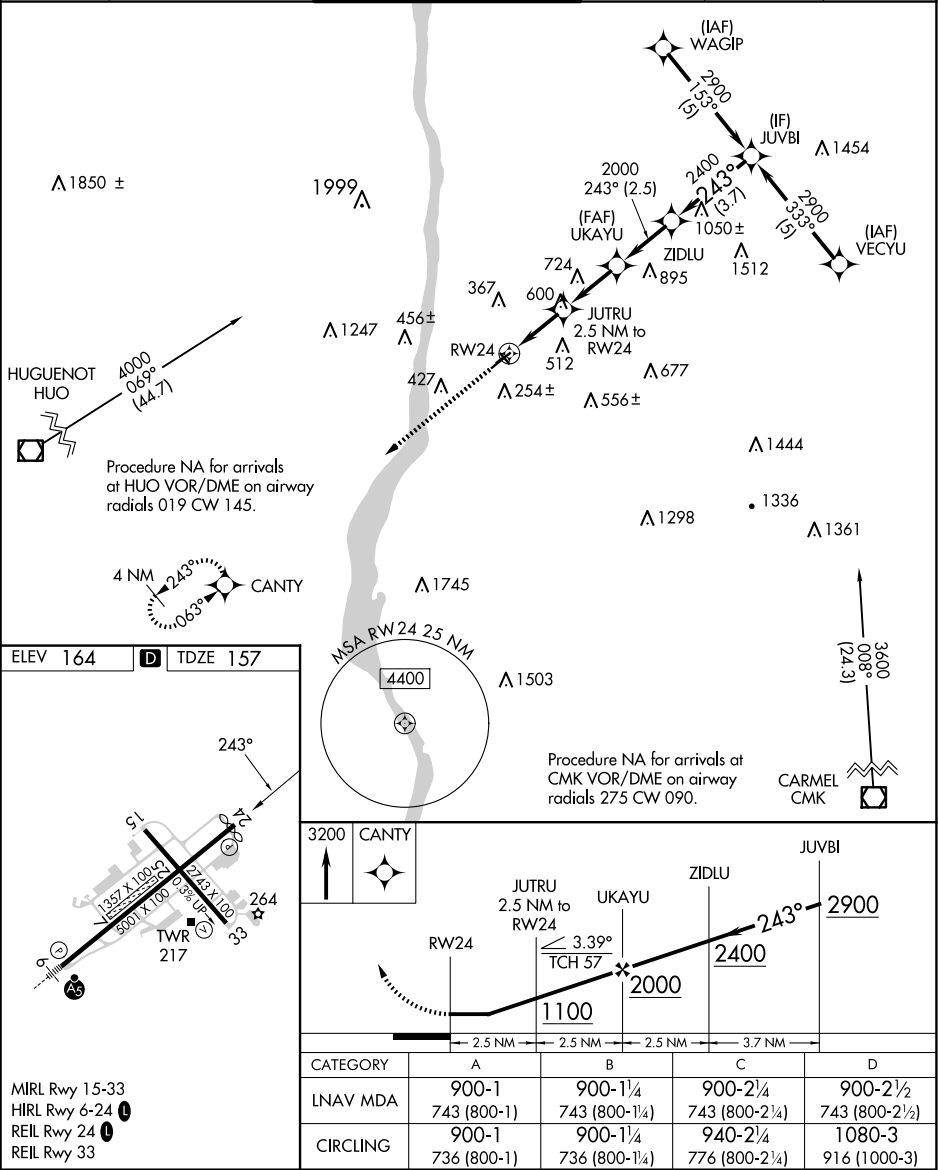 (IAF)
WAGIP
2900
153°
(5)
(IF)
JUVBI
1454
1850 ±
1999
2000
243° (2.5)
2400
243°
(3.7)
2900
333°
(5)
(FAF)
UKAYU
1050 ±
ZIDLU
(IAF)
VECYU
724
895
1512
367
600
JUTRU
2.5 NM to
RW24
1247
456 ±
RW24
512
427
254 ±
677
556 ±
HUGUENOT
HUO
4000
069°
(44.7)
1444
Procedure NA for arrivals
at HUO VOR/DME on airway
radials 019 CW 145.
1336
1298
1361
4 NM
243°
063°
CANTY
1745
MSA RW24 25 NM
4400
1503
3600
008°
(24.3)
Procedure NA for arrivals at
CMK VOR/DME on airway
radials 275 CW 090.
CARMEL
CMK
ELEV 164 D TDZE 157
243°
15
24
P
1357 X 100
25
2743 X 100
0.3% UP
264
7
5001 X 100
TWR
217
V
33
P
6
A5
MIRL Rwy 15-33
HIRL Rwy 6-24 L
REIL Rwy 24 L
REIL Rwy 33
3200 CANTY
JUVBI
ZIDLU
UKAYU
JUTRU
2.5 NM to
RW24
RW24
3.39°
TCH 57
243°
2900
2400
2000
1100
2.5 NM 2.5 NM 2.5 NM 3.7 NM
CATEGORY A B C D
LNAV MDA 900-1 900-1¼ 900-2¼ 900-2½
743 (800-1) 743 (800-1¼) 743 (800-2¼) 743 (800-2½)
CIRCLING 900-1 900-1¼ 940-2¼ 1080-3
736 (800-1) 736 (800-1¼) 776 (800-2¼) 916 (1000-3)